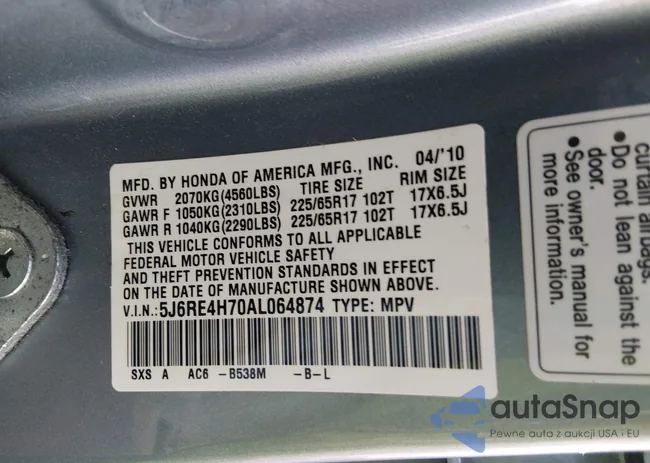 MFD. BY HONDA OF AMERICA MFG., INC. 04/'10
GVWR 2070KG(4560LBS) TIRE SIZE RIM SIZE
GAWR F 1050KG(2310LBS) 225/65R17 102T 17X6.5J
GAWR R 1040KG(2290LBS) 225/65R17 102T 17X6.5J
THIS VEHICLE CONFORMS TO ALL APPLICABLE
FEDERAL MOTOR VEHICLE SAFETY
AND THEFT PREVENTION STANDARDS IN EFFECT
ON THE DATE OF MANUFACTURE SHOWN ABOVE.
V.I.N.:5J6RE4H70AL064874 TYPE: MPV
SXS A AC6 -B538M -B-L
curtain airbags.
• Do not lean against the
door.
• See owner's manual for
more information.
autaSnap
Pewne auta z aukcji USA i EU